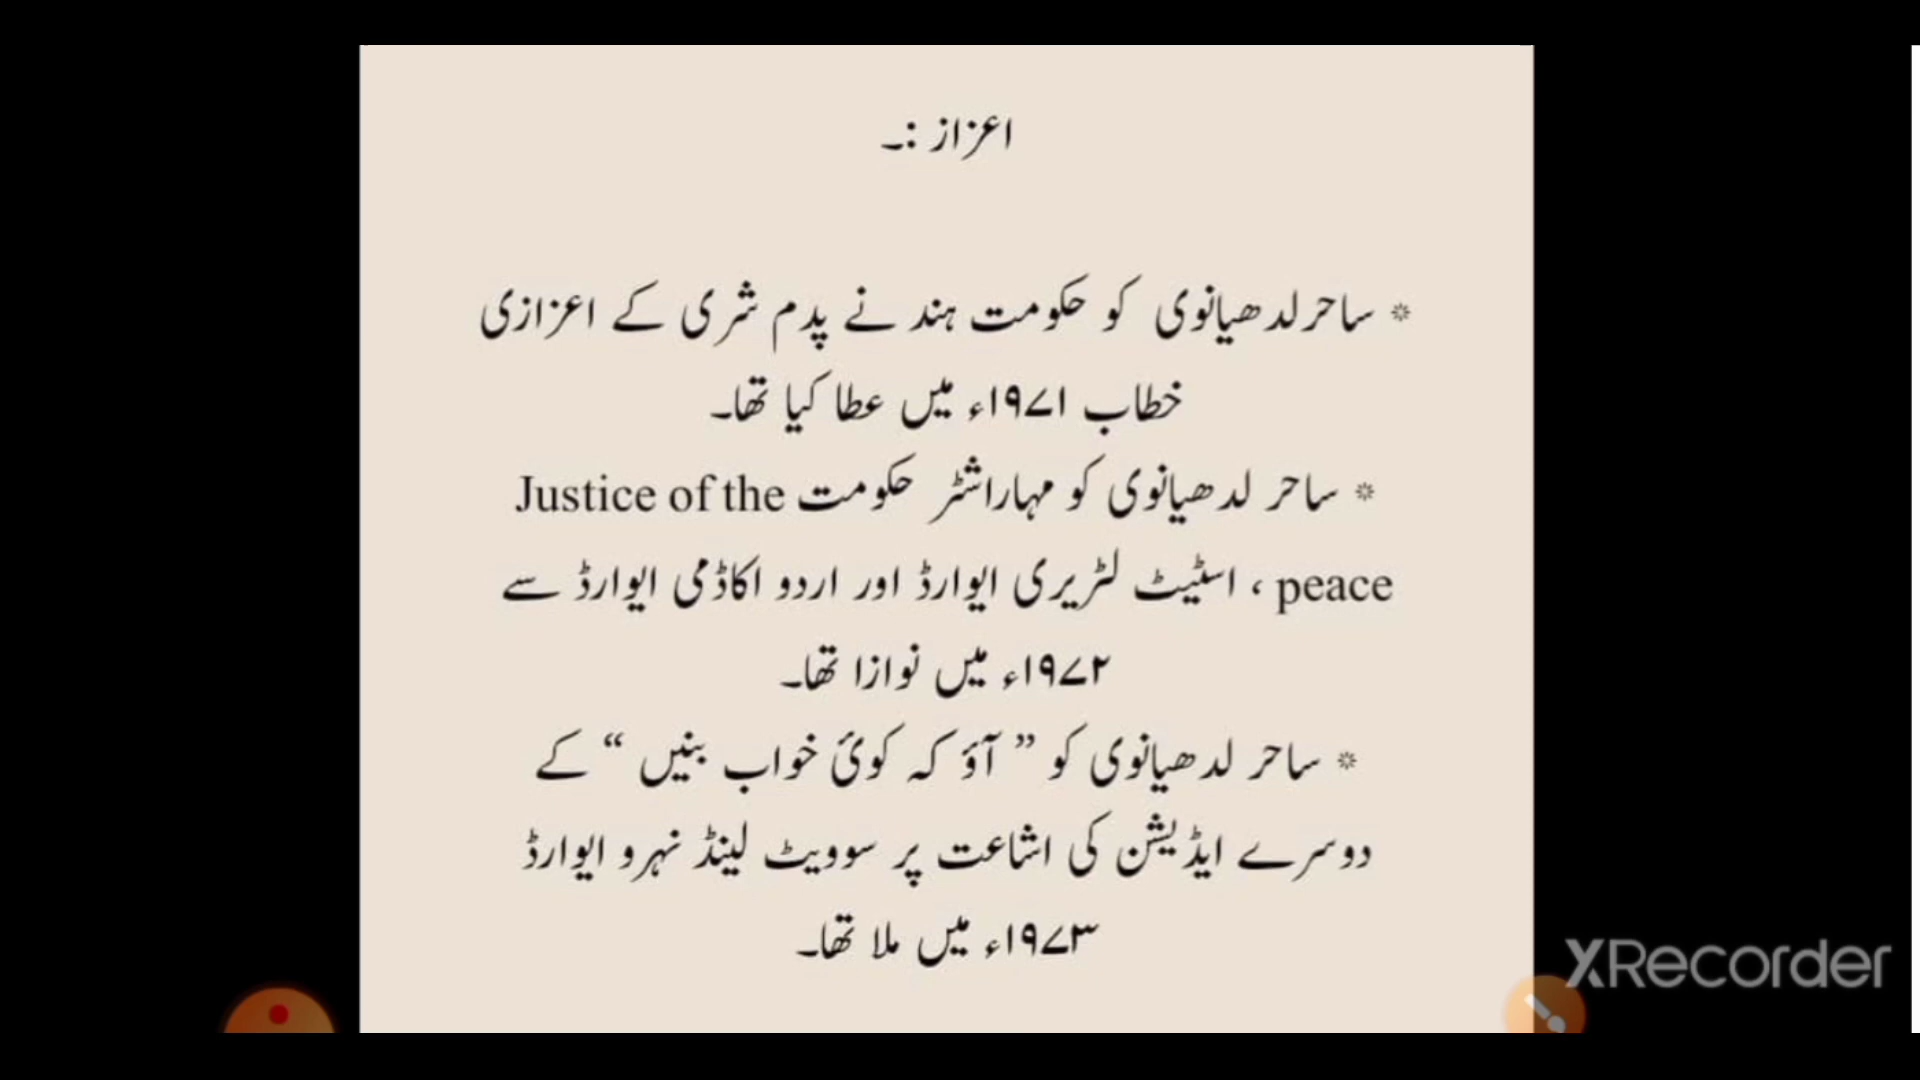 اعزاز :۔
* ساحرلدھیانوی کو حکومت ہند نے پدم شری کے اعزازی
خطاب ۱۹۷۱ء میں عطا کیا تھا۔
* ساحر لدھیانوی کو مہاراشٹر حکومت Justice of the
peace ، اسٹیٹ لٹریری ایوارڈ اور اردو اکاڈمی ایوارڈ سے
۱۹۷۲ء میں نوازا تھا۔
* ساحر لدھیانوی کو ” آؤ کہ کوئ خواب بنیں “ کے
دوسرے ایڈیشن کی اشاعت پر سوویٹ لینڈ نہرو ایوارڈ
۱۹۷۳ء میں ملا تھا۔
XRecorder